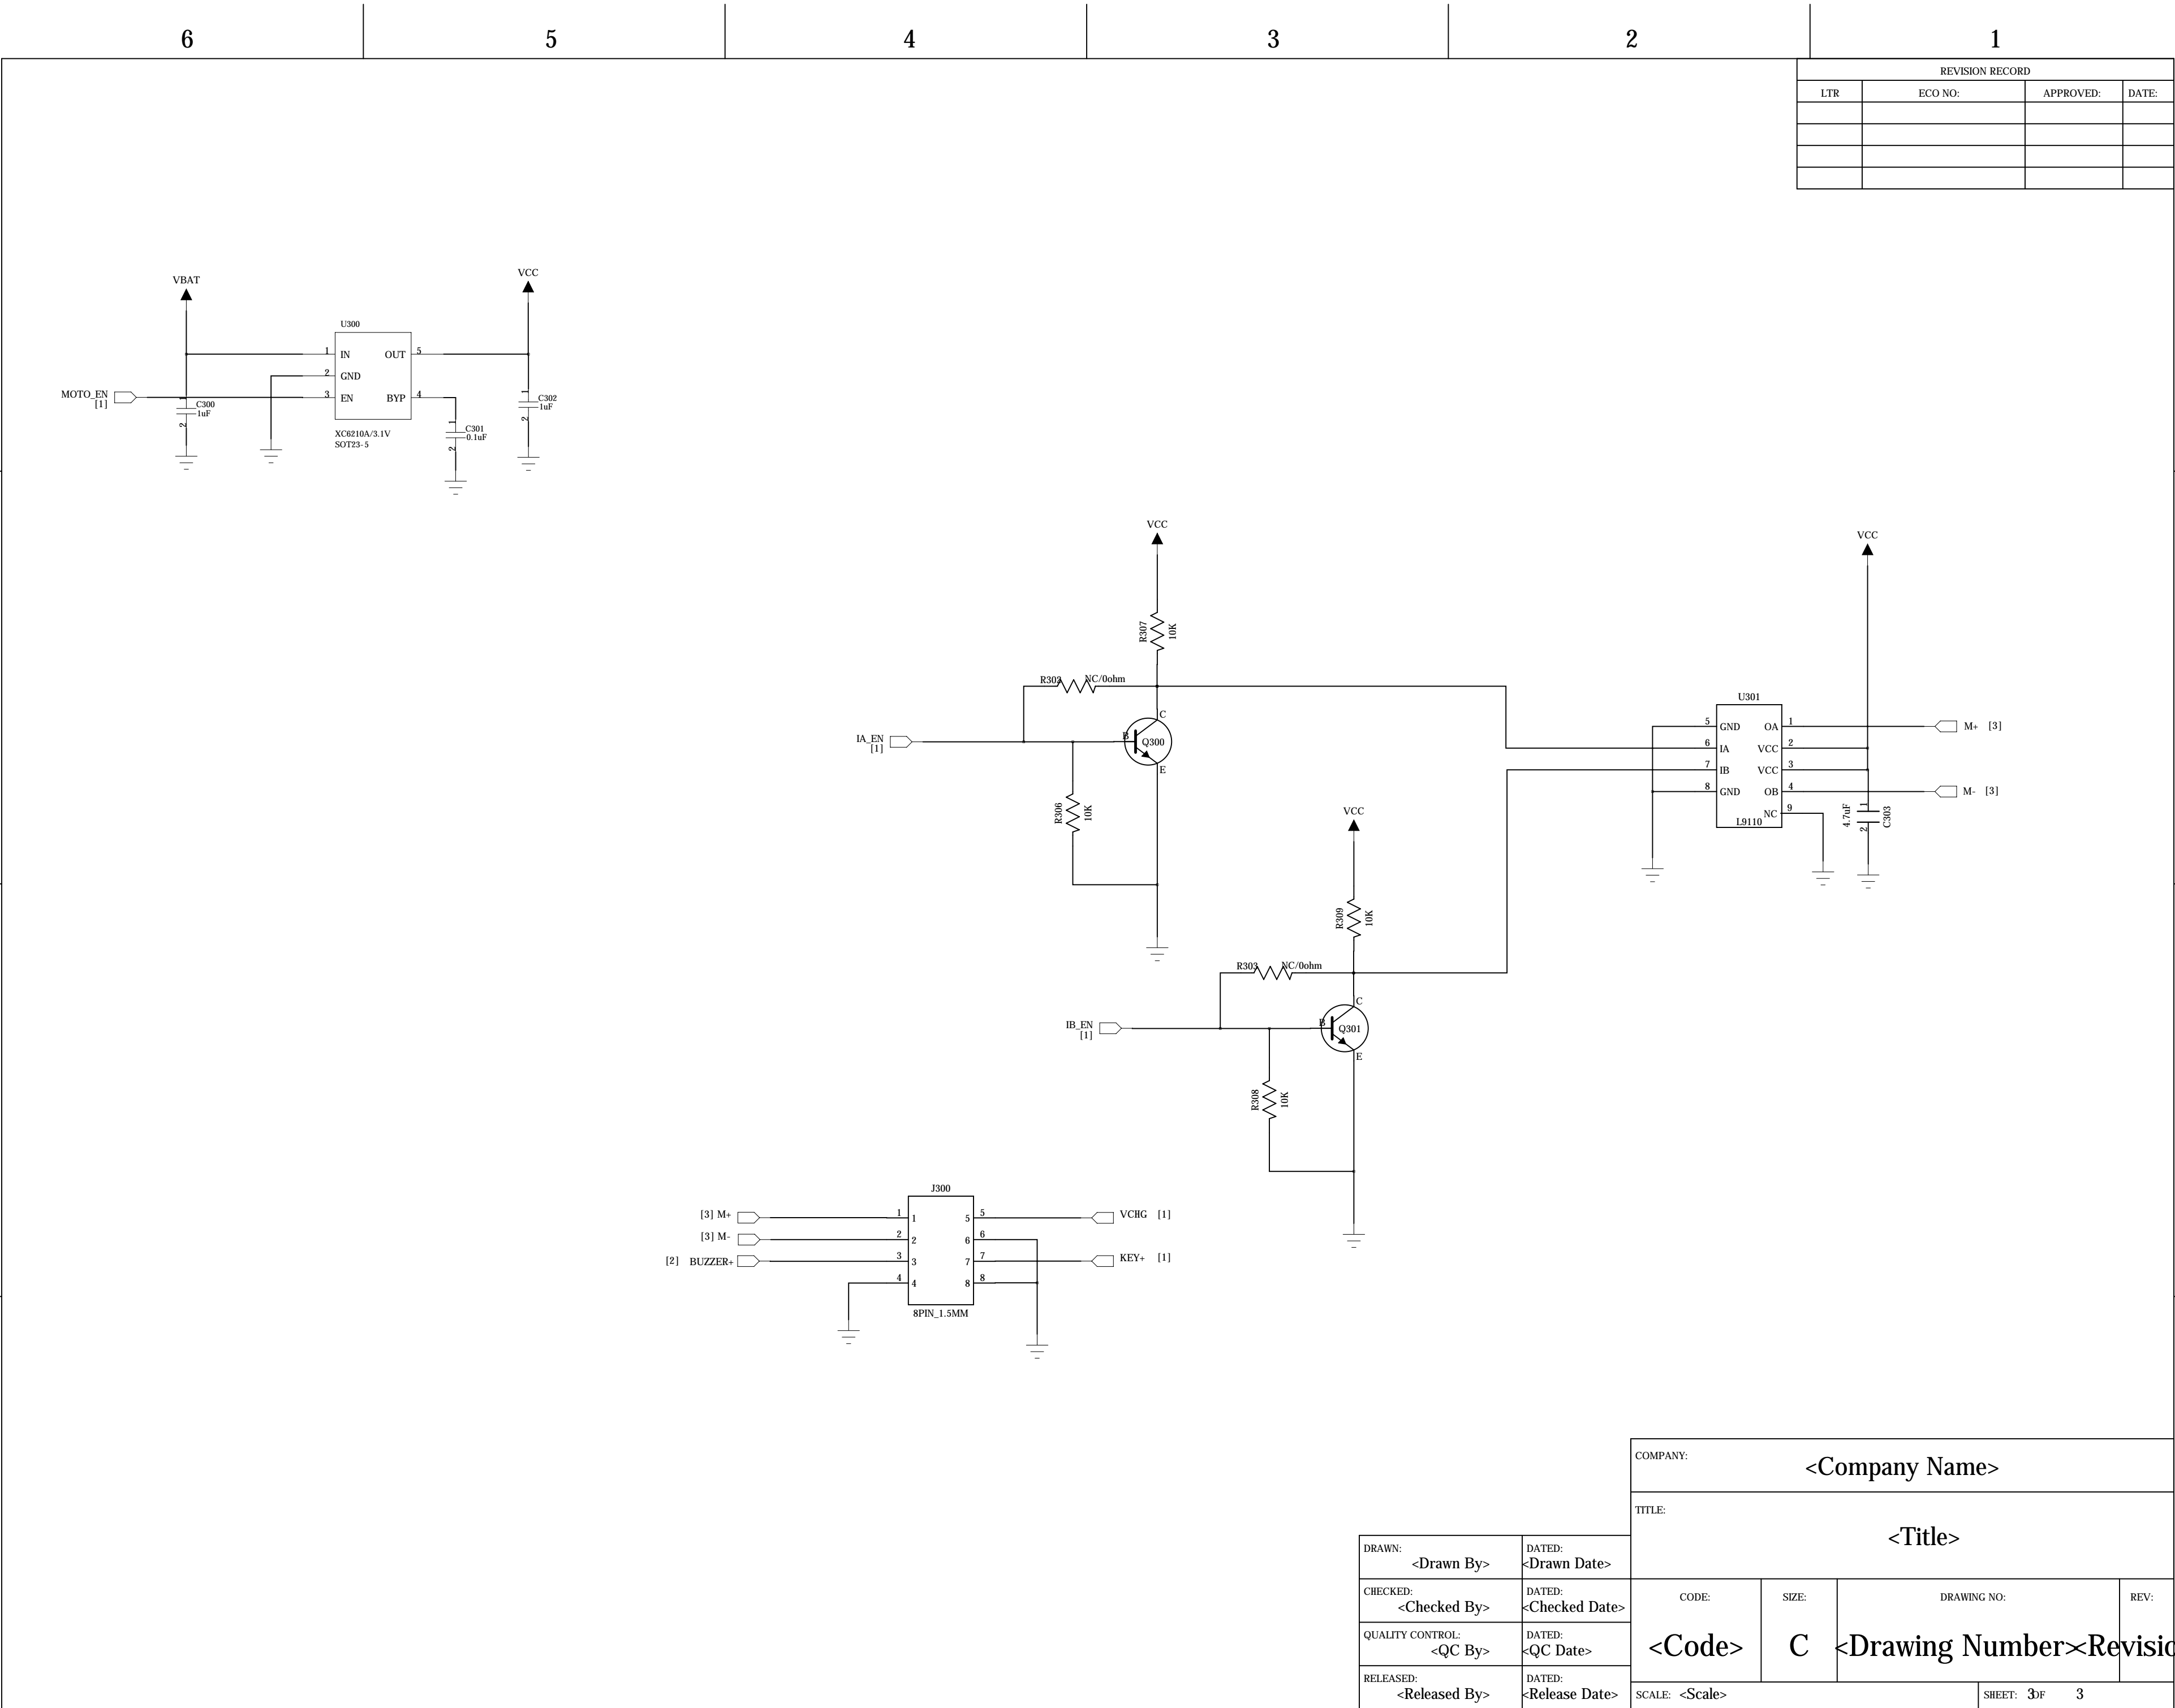 6 5 4 3 2 1
REVISION RECORD
LTR ECO NO: APPROVED: DATE:
VBAT
VCC
U300
1 IN OUT 5
2 GND
MOTO_EN
[1]
3 EN BYP 4
1
C300
1uF
2
XC6210A/3.1V
SOT23-5
1
C301
0.1uF
2
1
C302
1uF
2
VCC
R307
10K
R302 NC/0ohm
C
IA_EN
[1]
B
Q300
E
R306
10K
VCC
U301
5 GND OA 1
M+ [3]
6 IA VCC 2
7 IB VCC 3
8 GND OB 4
M- [3]
NC 9
L9110
4.7uF
1
2
C303
VCC
R309
10K
R303 NC/0ohm
C
IB_EN
[1]
B
Q301
E
R308
10K
J300
[3] M+ 1 1 5 5 VCHG [1]
[3] M- 2 2 6 6
[2] BUZZER+ 3 3 7 7 KEY+ [1]
4 4 8 8
8PIN_1.5MM
COMPANY:
<Company Name>
TITLE:
<Title>
DRAWN:
<Drawn By>
DATED:
<Drawn Date>
CHECKED:
<Checked By>
DATED:
<Checked Date>
CODE: SIZE: DRAWING NO: REV:
QUALITY CONTROL:
<QC By>
DATED:
<QC Date>
<Code> C <Drawing Number> <Revisio
RELEASED:
<Released By>
DATED:
<Release Date>
SCALE: <Scale>
SHEET: 3 OF 3